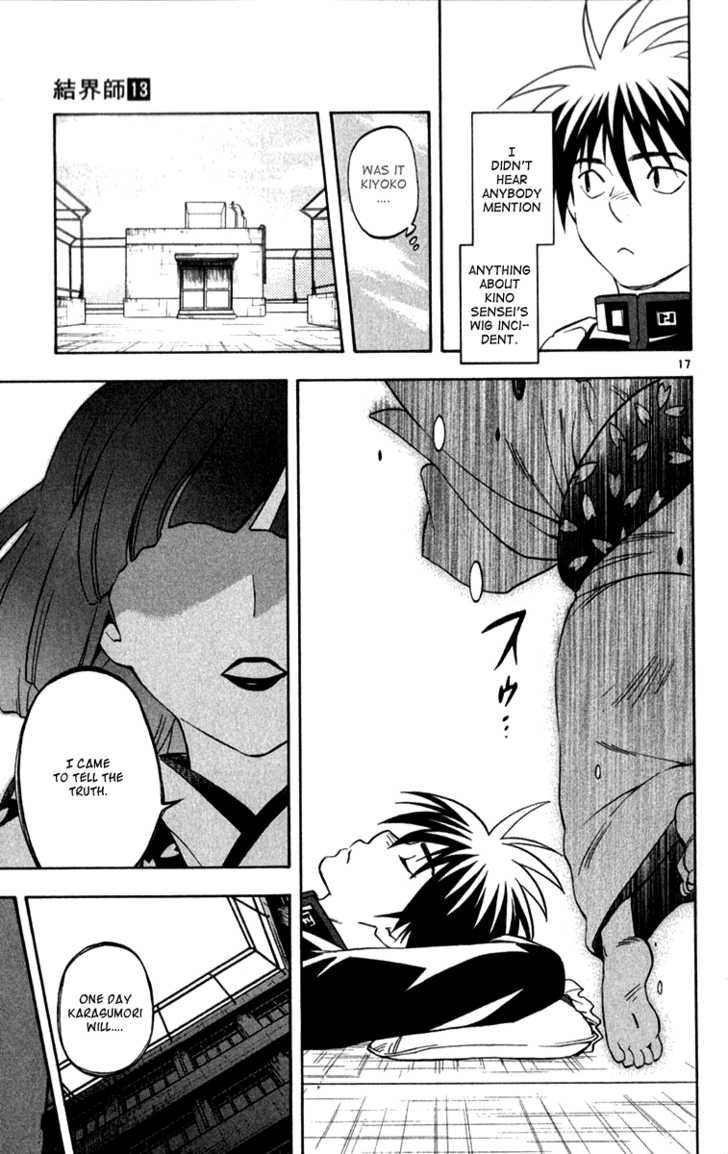 結界師13
I
DIDN'T
HEAR
ANYBODY
MENTION
ANYTHING
ABOUT
KINO
SENSEI'S
WIG INCI-
DENT.
WAS IT
KIYOKO
....
17
スゥ…
I CAME
TO TELL THE
TRUTH.
ONE DAY
KARASUMORI
WILL....